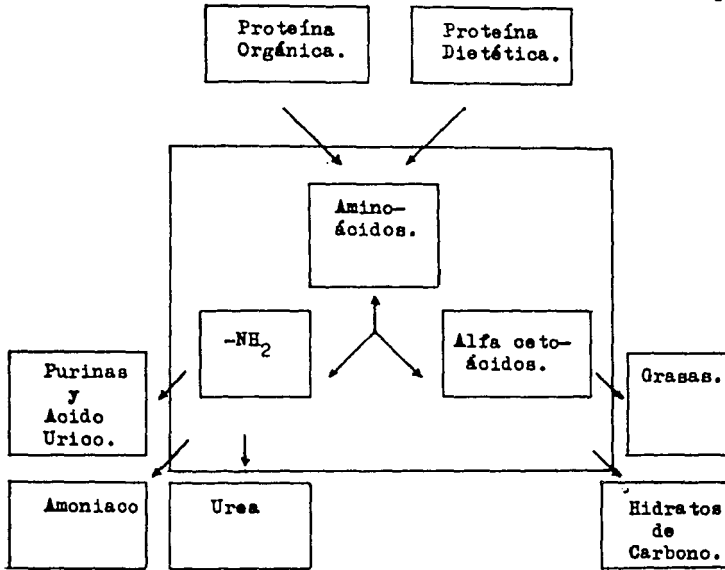 Proteína
Orgánica.
Proteína
Dietética.
Amino-
ácidos.
-NH2
Alfa ceto-
ácidos.
Purinas
y
Acido
Urico.
Grasas.
Amoniaco
Urea
Hidratos
de
Carbono.